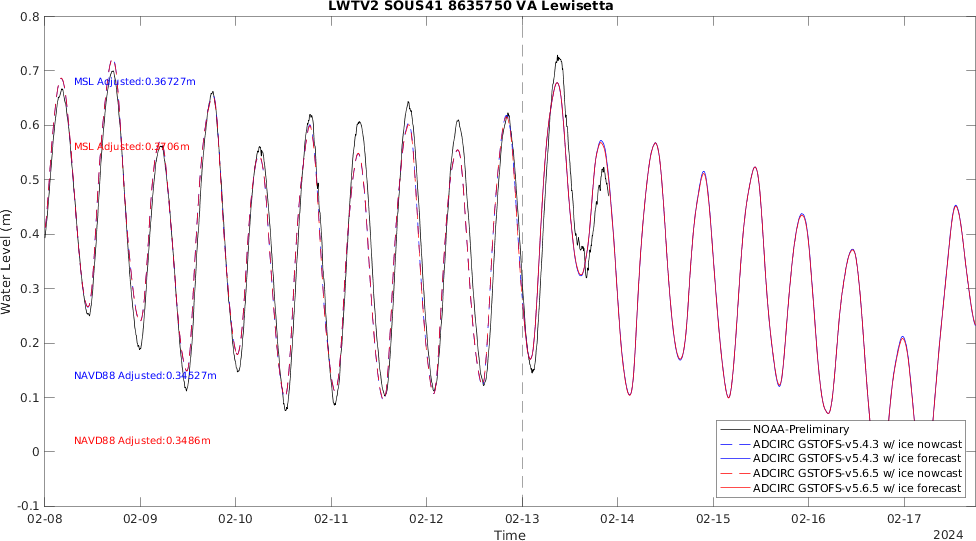 LWTV2 SOUS41 8635750 VA Lewisetta
0.8
0.7
0.6
0.5
0.4
0.3
0.2
0.1
0
-0.1
Water Level (m)
MSL Adjusted:0.36727m
MSL Adjusted:0.3706m
NAVD88 Adjusted:0.34527m
NAVD88 Adjusted:0.3486m
NOAA-Preliminary
ADCIRC GSTOFS-v5.4.3 w/ ice nowcast
ADCIRC GSTOFS-v5.4.3 w/ ice forecast
ADCIRC GSTOFS-v5.6.5 w/ ice nowcast
ADCIRC GSTOFS-v5.6.5 w/ ice forecast
02-08 02-09 02-10 02-11 02-12 02-13 02-14 02-15 02-16 02-17
Time
2024